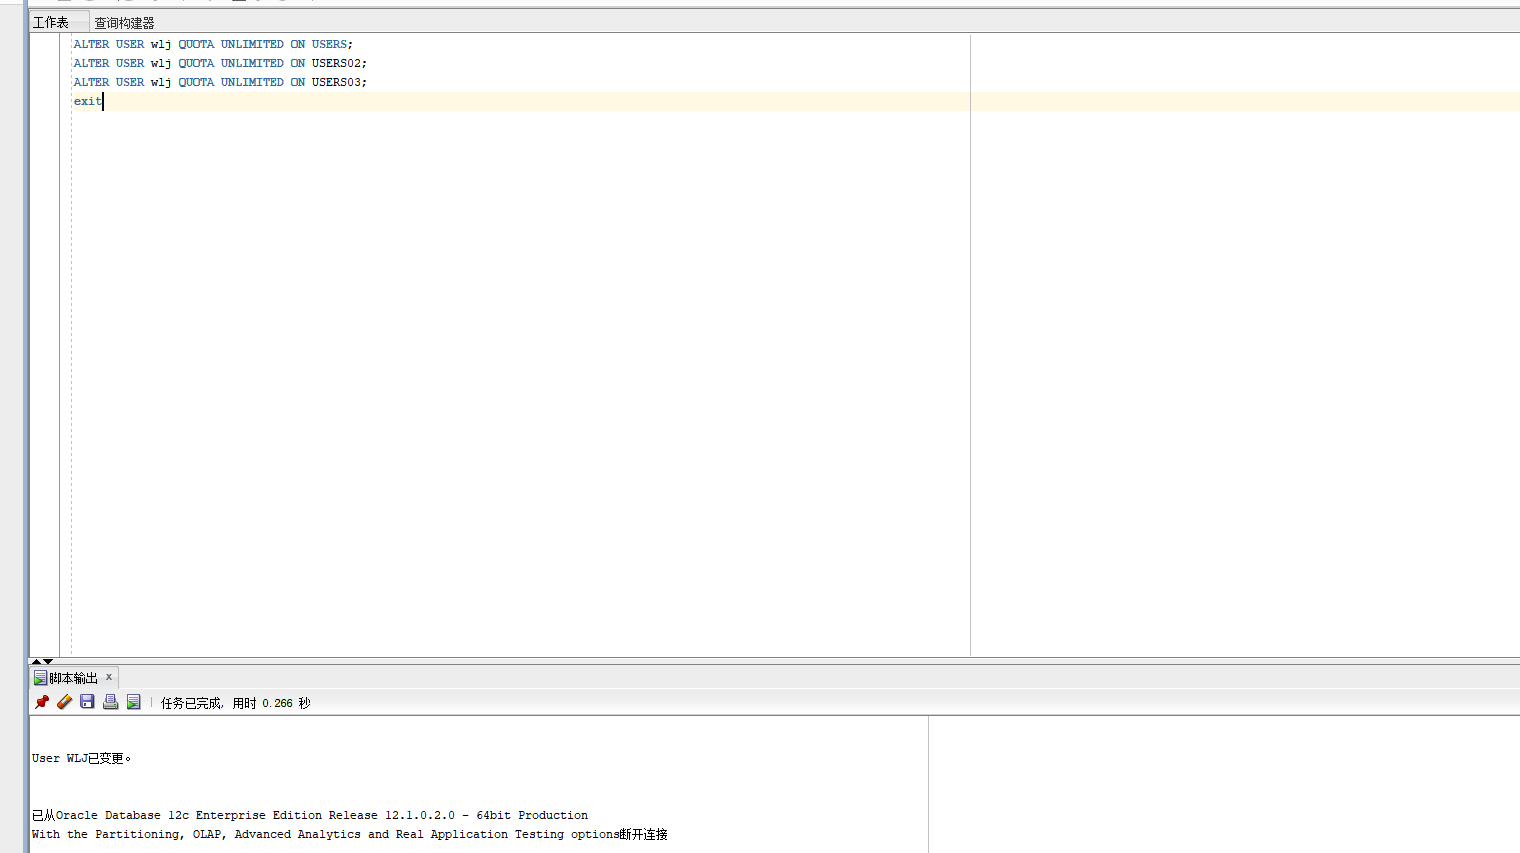 工作表 查询构建器
ALTER USER wlj QUOTA UNLIMITED ON USERS;
ALTER USER wlj QUOTA UNLIMITED ON USERS02;
ALTER USER wlj QUOTA UNLIMITED ON USERS03;
exit
脚本输出 x
任务已完成, 用时 0.266 秒
User WLJ已变更。
已从Oracle Database 12c Enterprise Edition Release 12.1.0.2.0 - 64bit Production
With the Partitioning, OLAP, Advanced Analytics and Real Application Testing options断开连接